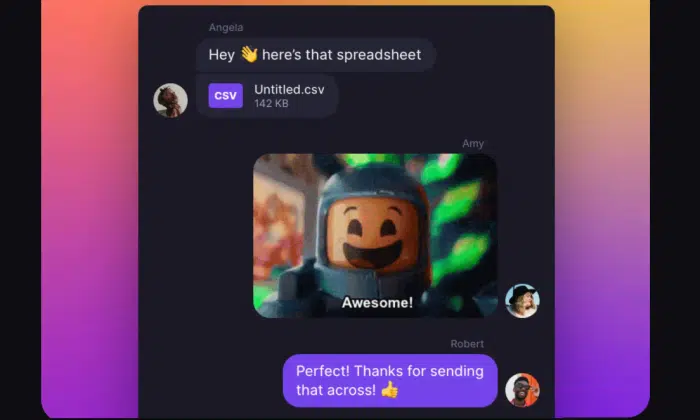 Angela
Hey 👋 here's that spreadsheet
CSV
Untitled.csv
142 KB
Amy
Awesome!
Robert
Perfect! Thanks for sending
that across! 👍